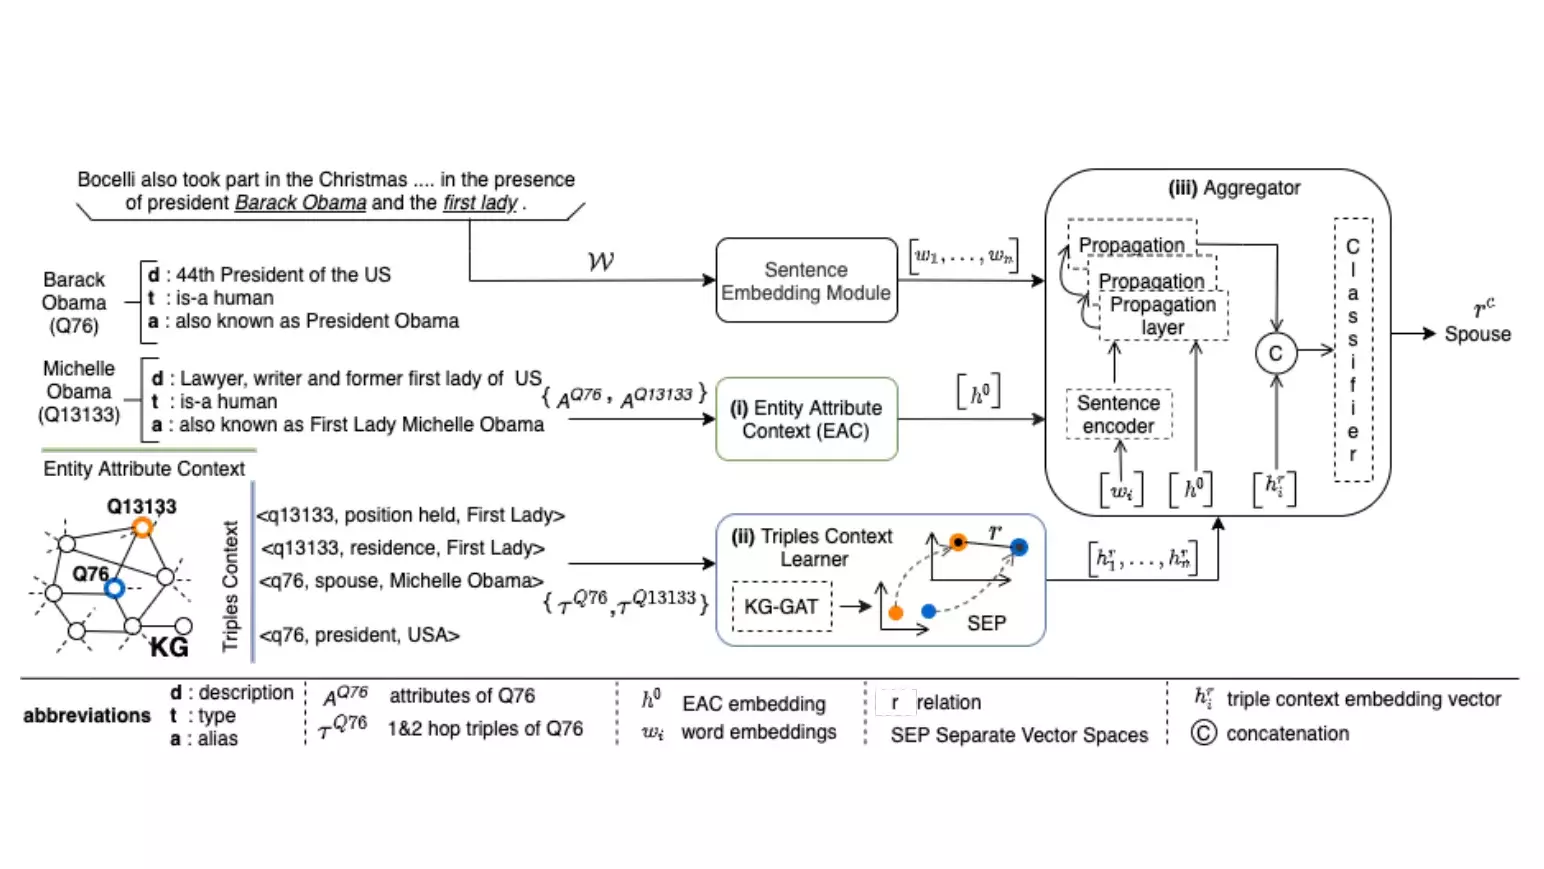 Bocelli also took part in the Christmas .... in the presence
of president Barack Obama and the first lady .
Barack
Obama
(Q76)
d : 44th President of the US
t : is-a human
a : also known as President Obama
Michelle
Obama
(Q13133)
d : Lawyer, writer and former first lady of US
t : is-a human
a : also known as First Lady Michelle Obama
Entity Attribute Context
Q13133
Q76
KG
Triples Context
<q13133, position held, First Lady>
<q13133, residence, First Lady>
<q76, spouse, Michelle Obama>
<q76, president, USA>
𝒲
{ A^{Q76} , A^{Q13133} }
{ τ^{Q76} , τ^{Q13133} }
Sentence
Embedding Module
(i) Entity Attribute
Context (EAC)
(ii) Triples Context
Learner
KG-GAT
r
SEP
[w_1, . . . , w_n]
[h^0]
[h_1^r, . . . , h_n^r]
(iii) Aggregator
Propagation
Propagation
Propagation
layer
Sentence
encoder
[w_i]
[h^0]
[h_i^r]
C
Classifier
r^c
Spouse
abbreviations
d : description
t : type
a : alias
A^{Q76} attributes of Q76
τ^{Q76} 1&2 hop triples of Q76
h^0 EAC embedding
w_i word embeddings
r relation
SEP Separate Vector Spaces
h_i^r triple context embedding vector
Ⓒ concatenation